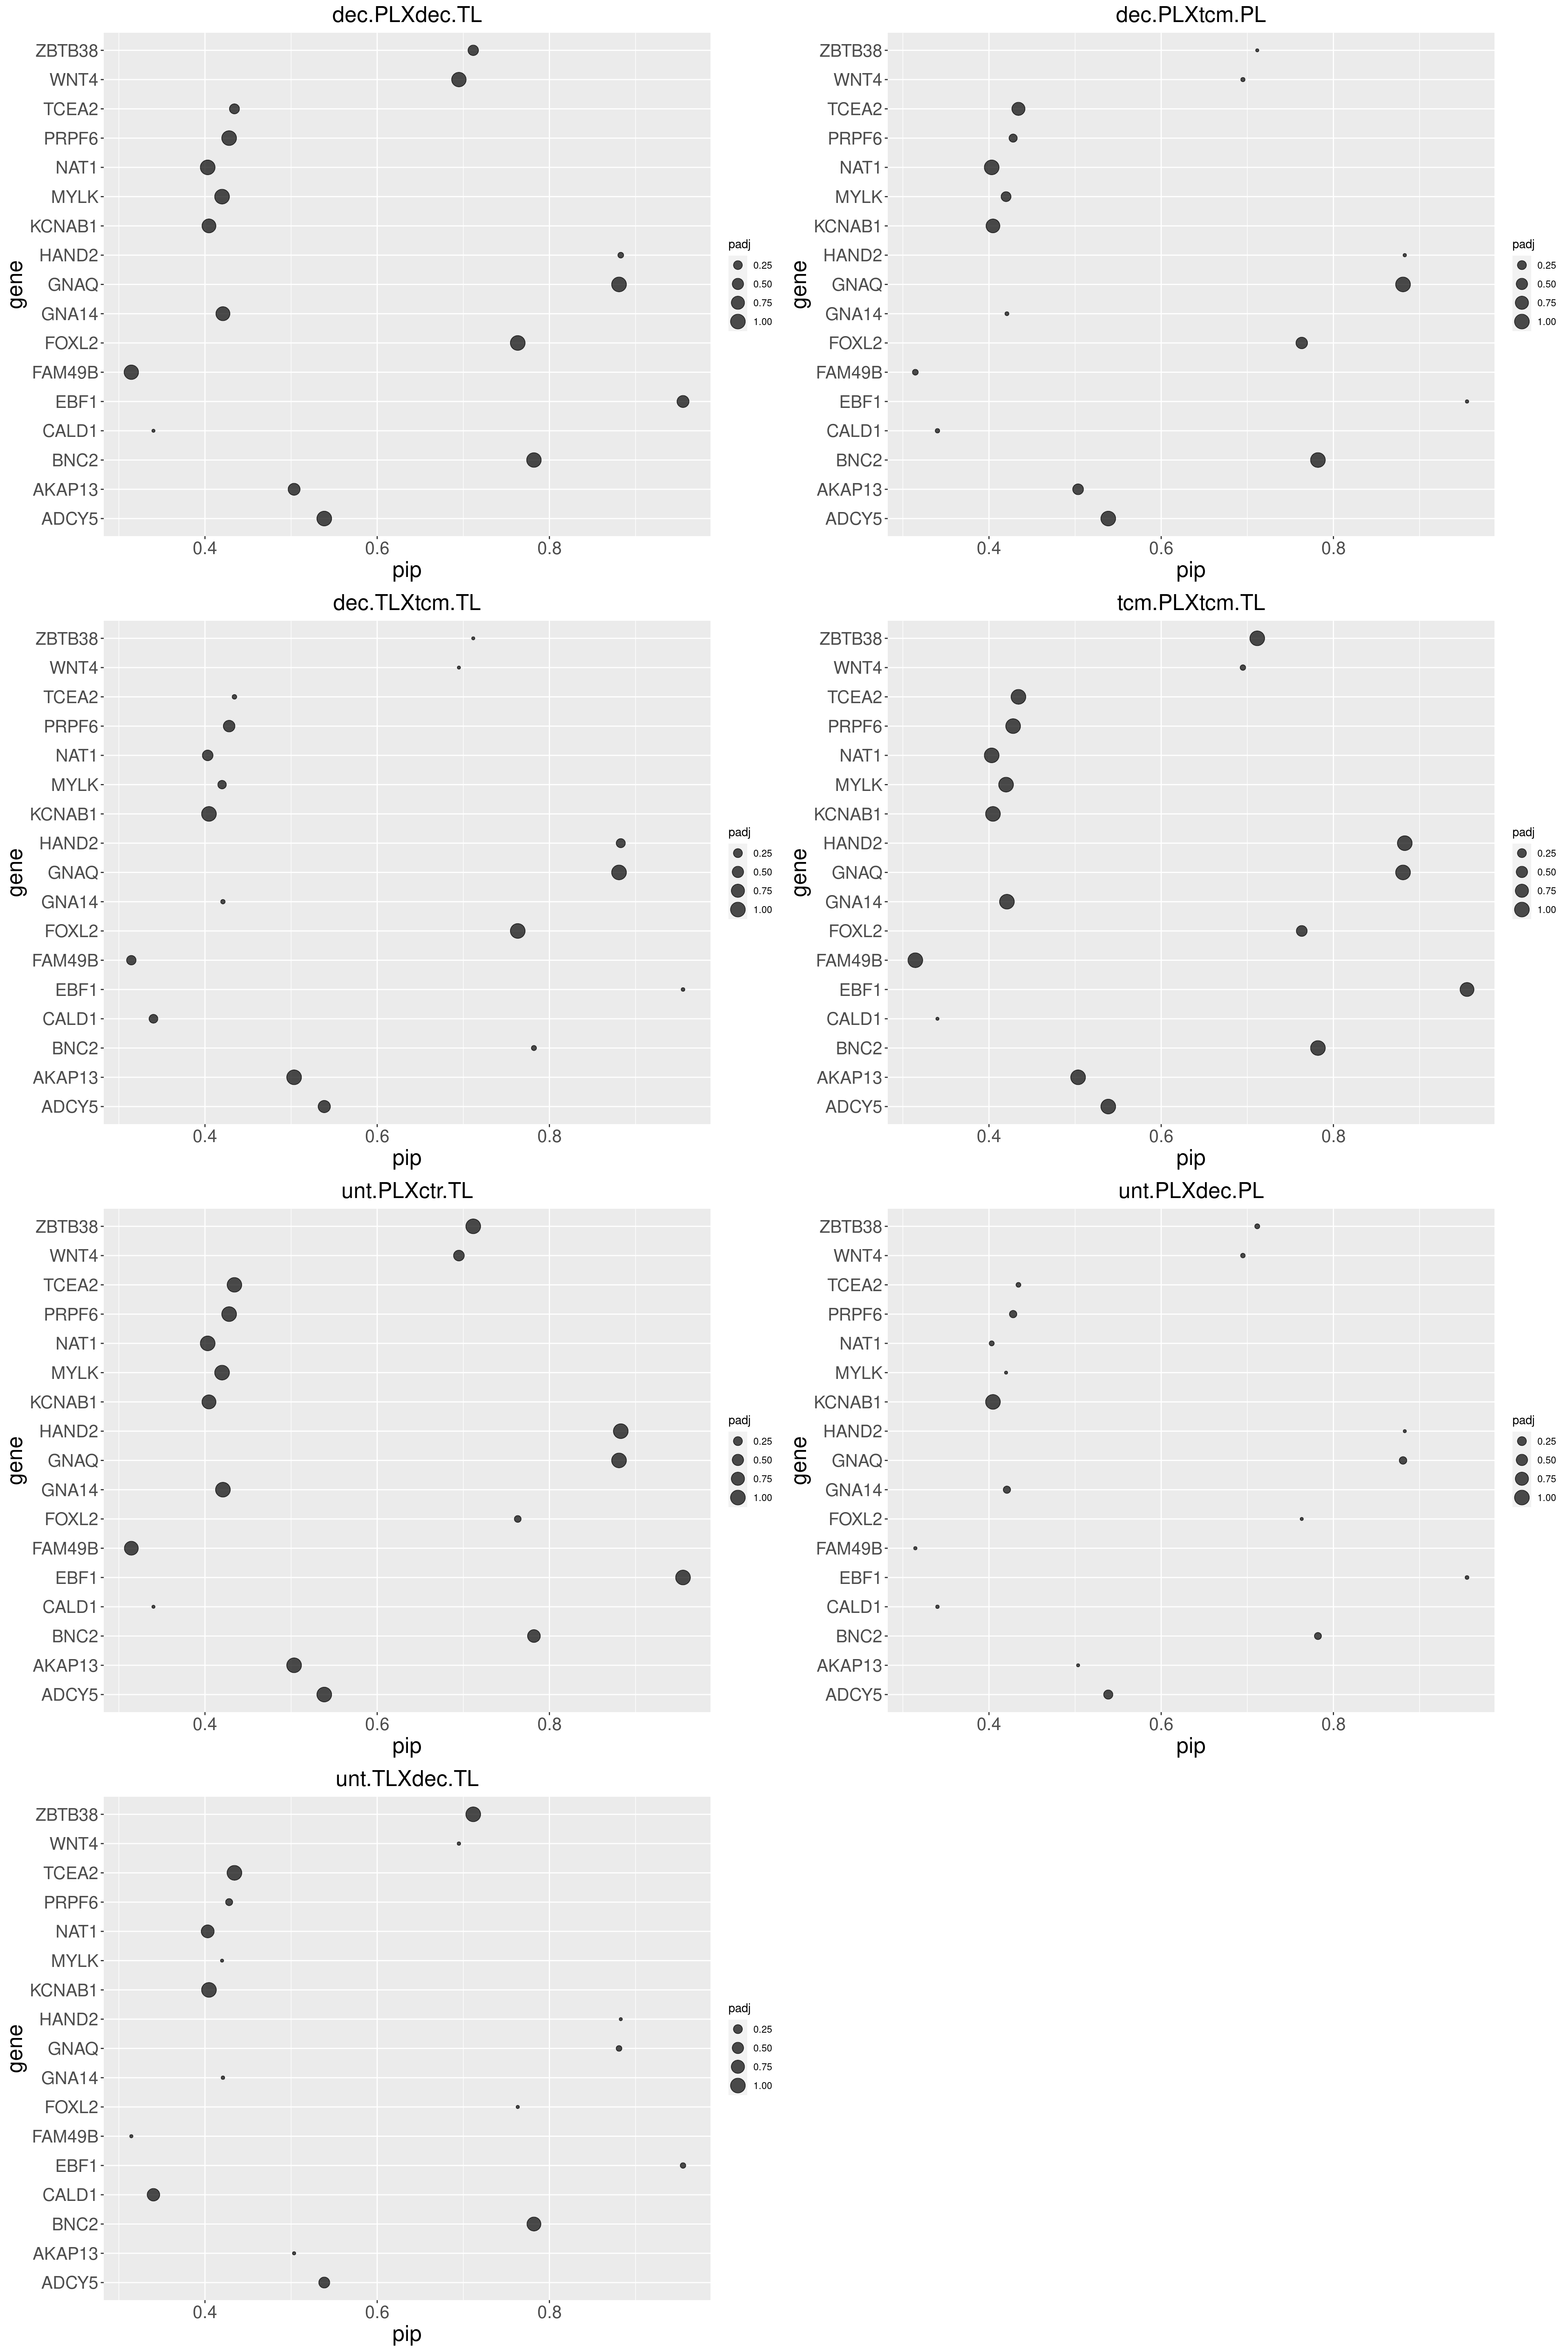 dec.PLXdec.TL
ZBTB38
WNT4
TCEA2
PRPF6
NAT1
MYLK
KCNAB1
HAND2
GNAQ
GNA14
FOXL2
FAM49B
EBF1
CALD1
BNC2
AKAP13
ADCY5
gene
0.4 0.6 0.8
pip
padj
0.25
0.50
0.75
1.00
dec.PLXtcm.PL
ZBTB38
WNT4
TCEA2
PRPF6
NAT1
MYLK
KCNAB1
HAND2
GNAQ
GNA14
FOXL2
FAM49B
EBF1
CALD1
BNC2
AKAP13
ADCY5
gene
0.4 0.6 0.8
pip
padj
0.25
0.50
0.75
1.00
dec.TLXtcm.TL
ZBTB38
WNT4
TCEA2
PRPF6
NAT1
MYLK
KCNAB1
HAND2
GNAQ
GNA14
FOXL2
FAM49B
EBF1
CALD1
BNC2
AKAP13
ADCY5
gene
0.4 0.6 0.8
pip
padj
0.25
0.50
0.75
1.00
tcm.PLXtcm.TL
ZBTB38
WNT4
TCEA2
PRPF6
NAT1
MYLK
KCNAB1
HAND2
GNAQ
GNA14
FOXL2
FAM49B
EBF1
CALD1
BNC2
AKAP13
ADCY5
gene
0.4 0.6 0.8
pip
padj
0.25
0.50
0.75
1.00
unt.PLXctr.TL
ZBTB38
WNT4
TCEA2
PRPF6
NAT1
MYLK
KCNAB1
HAND2
GNAQ
GNA14
FOXL2
FAM49B
EBF1
CALD1
BNC2
AKAP13
ADCY5
gene
0.4 0.6 0.8
pip
padj
0.25
0.50
0.75
1.00
unt.PLXdec.PL
ZBTB38
WNT4
TCEA2
PRPF6
NAT1
MYLK
KCNAB1
HAND2
GNAQ
GNA14
FOXL2
FAM49B
EBF1
CALD1
BNC2
AKAP13
ADCY5
gene
0.4 0.6 0.8
pip
padj
0.25
0.50
0.75
1.00
unt.TLXdec.TL
ZBTB38
WNT4
TCEA2
PRPF6
NAT1
MYLK
KCNAB1
HAND2
GNAQ
GNA14
FOXL2
FAM49B
EBF1
CALD1
BNC2
AKAP13
ADCY5
gene
0.4 0.6 0.8
pip
padj
0.25
0.50
0.75
1.00